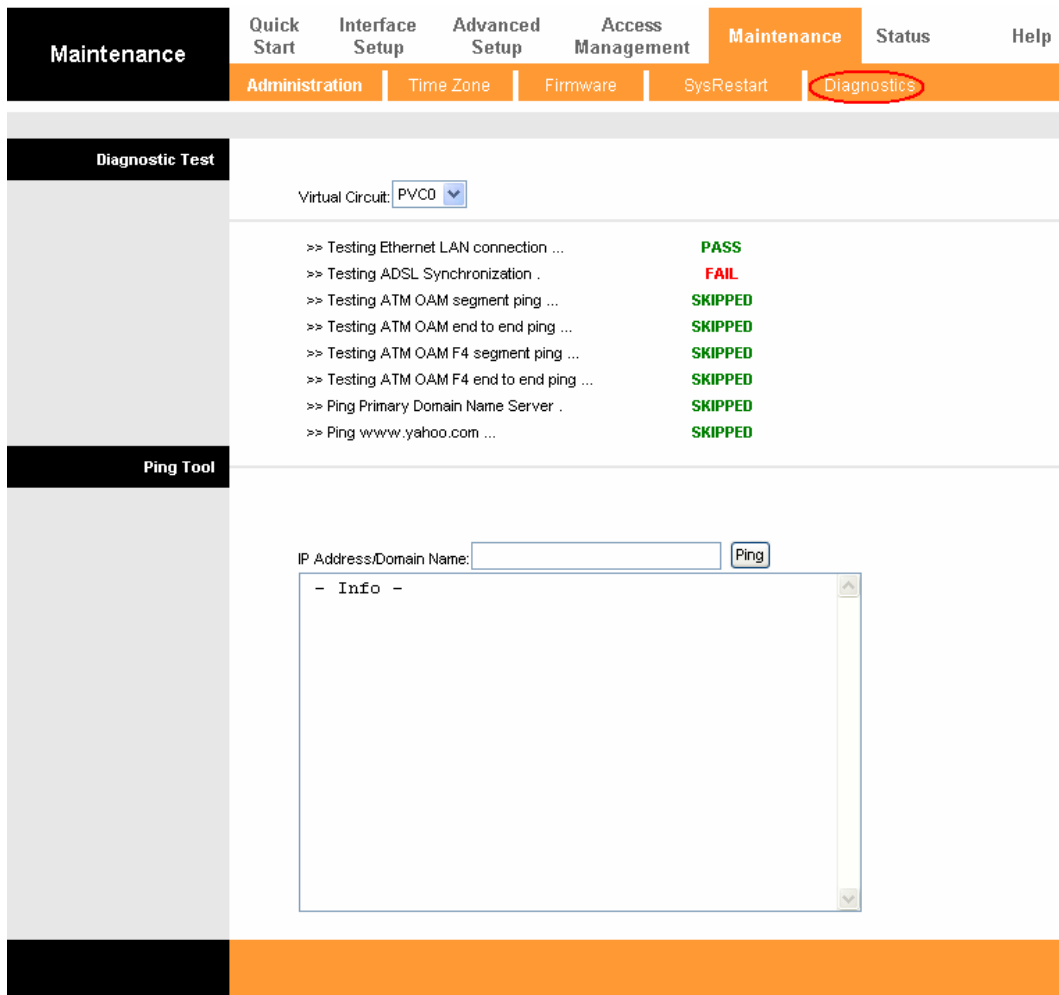 Maintenance
Quick Start
Interface Setup
Advanced Setup
Access Management
Maintenance
Status
Help
Administration
Time Zone
Firmware
SysRestart
Diagnostics
Diagnostic Test
Virtual Circuit: PVC0
>> Testing Ethernet LAN connection ... PASS
>> Testing ADSL Synchronization . FAIL
>> Testing ATM OAM segment ping ... SKIPPED
>> Testing ATM OAM end to end ping ... SKIPPED
>> Testing ATM OAM F4 segment ping ... SKIPPED
>> Testing ATM OAM F4 end to end ping ... SKIPPED
>> Ping Primary Domain Name Server . SKIPPED
>> Ping www.yahoo.com ... SKIPPED
Ping Tool
IP Address/Domain Name: Ping
- Info -